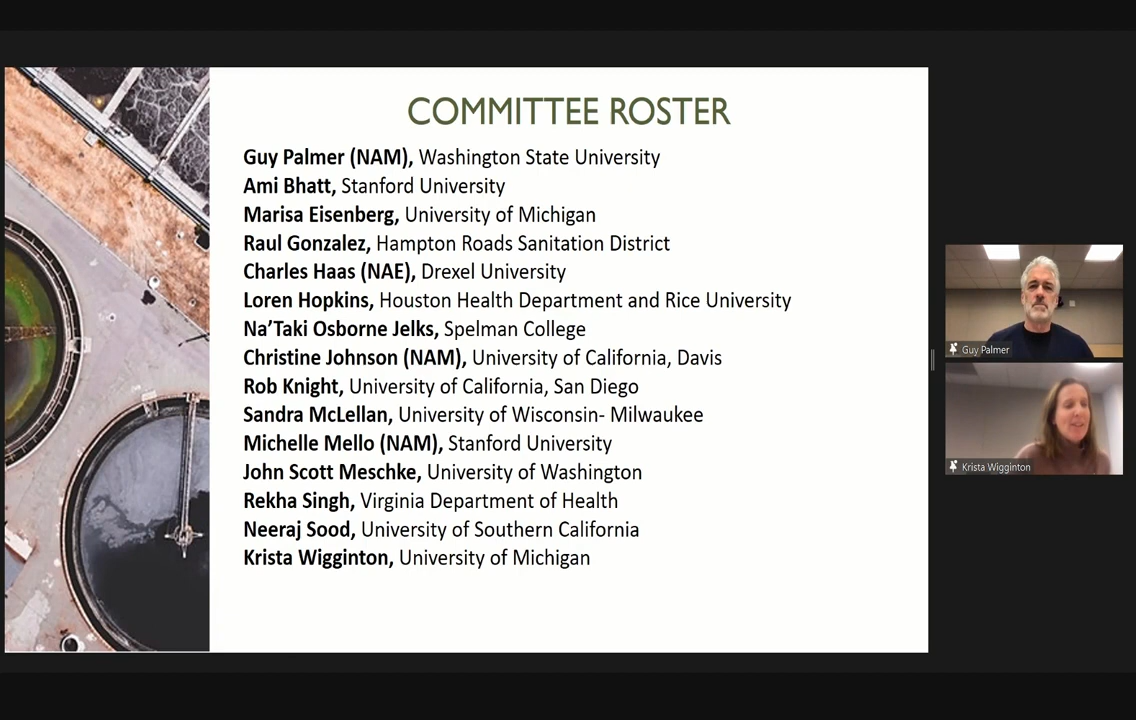 COMMITTEE ROSTER
Guy Palmer (NAM), Washington State University
Ami Bhatt, Stanford University
Marisa Eisenberg, University of Michigan
Raul Gonzalez, Hampton Roads Sanitation District
Charles Haas (NAE), Drexel University
Loren Hopkins, Houston Health Department and Rice University
Na’Taki Osborne Jelks, Spelman College
Christine Johnson (NAM), University of California, Davis
Rob Knight, University of California, San Diego
Sandra McLellan, University of Wisconsin- Milwaukee
Michelle Mello (NAM), Stanford University
John Scott Meschke, University of Washington
Rekha Singh, Virginia Department of Health
Neeraj Sood, University of Southern California
Krista Wigginton, University of Michigan
Guy Palmer
Krista Wigginton